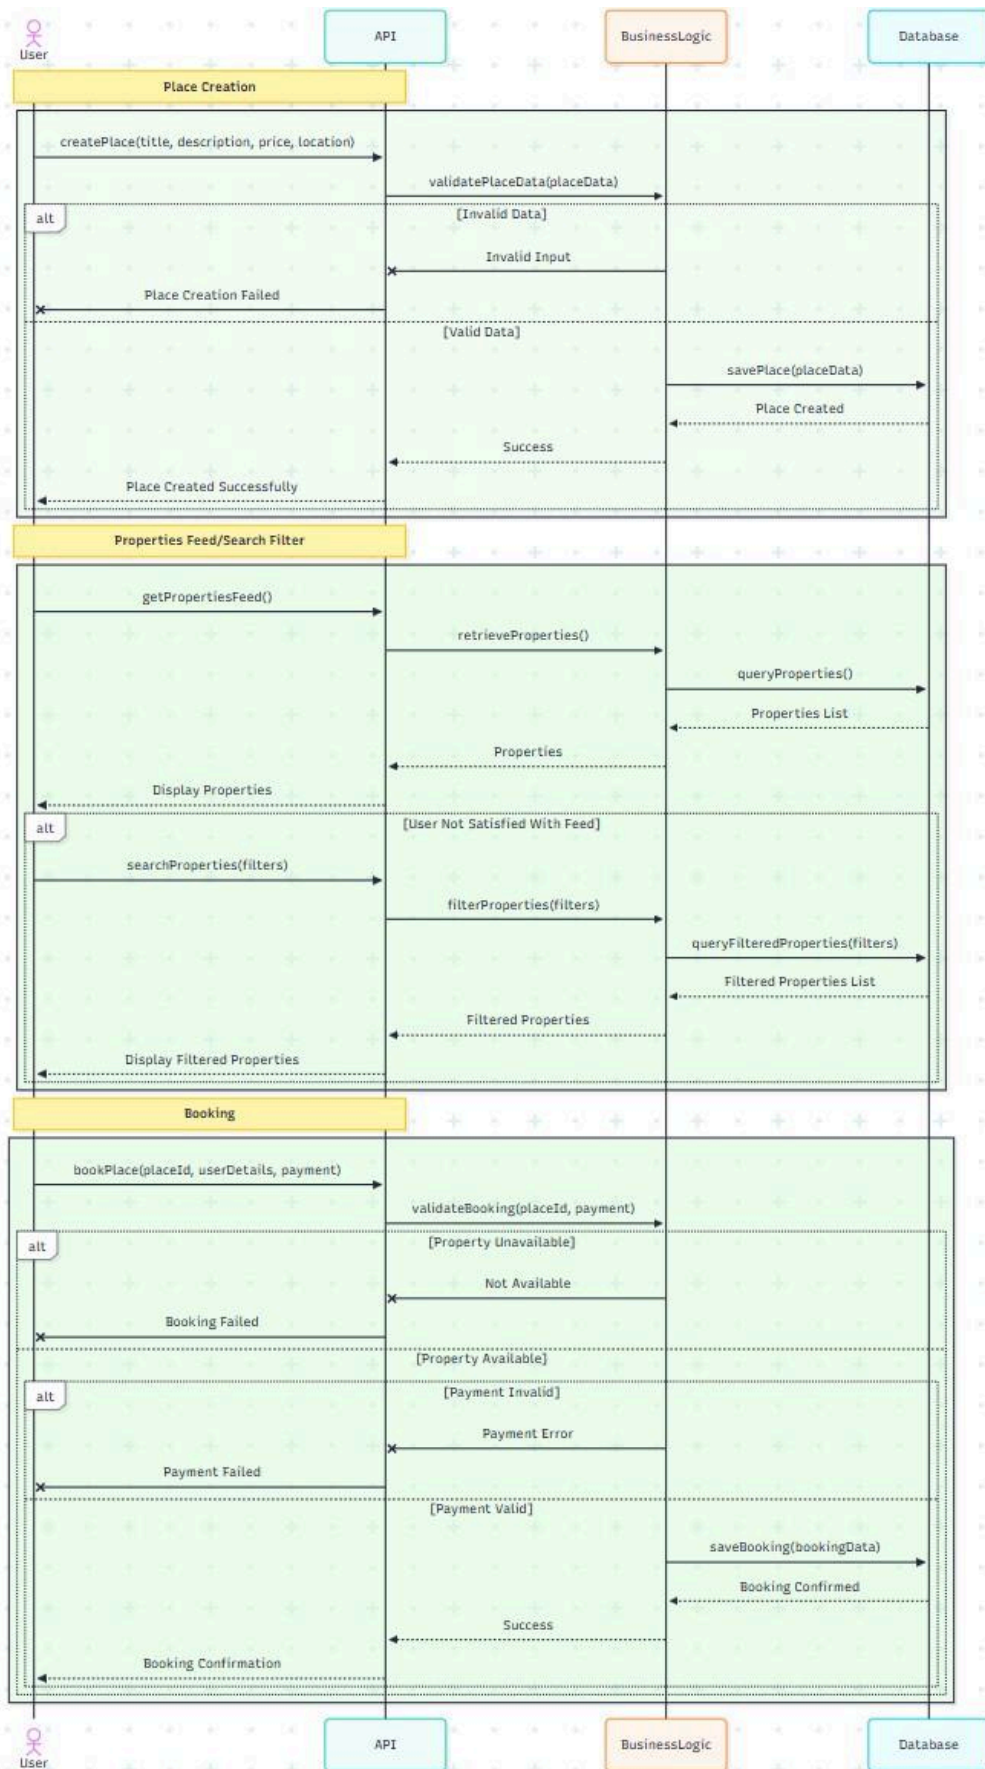 User
API
BusinessLogic
Database
Place Creation
createPlace(title, description, price, location)
validatePlaceData(placeData)
alt
[Invalid Data]
Invalid Input
Place Creation Failed
[Valid Data]
savePlace(placeData)
Place Created
Success
Place Created Successfully
Properties Feed/Search Filter
getPropertiesFeed()
retrieveProperties()
queryProperties()
Properties List
Properties
Display Properties
alt
[User Not Satisfied With Feed]
searchProperties(filters)
filterProperties(filters)
queryFilteredProperties(filters)
Filtered Properties List
Filtered Properties
Display Filtered Properties
Booking
bookPlace(placeId, userDetails, payment)
validateBooking(placeId, payment)
alt
[Property Unavailable]
Not Available
Booking Failed
[Property Available]
alt
[Payment Invalid]
Payment Error
Payment Failed
[Payment Valid]
saveBooking(bookingData)
Booking Confirmed
Success
Booking Confirmation
User
API
BusinessLogic
Database